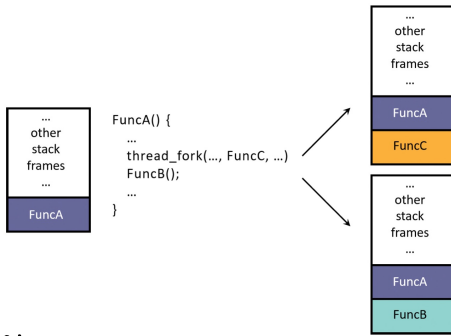 ...
other
stack
frames
...
FuncA
FuncA() {
...
thread_fork(..., FuncC, ...)
FuncB();
...
}
...
other
stack
frames
...
FuncA
FuncC
...
other
stack
frames
...
FuncA
FuncB